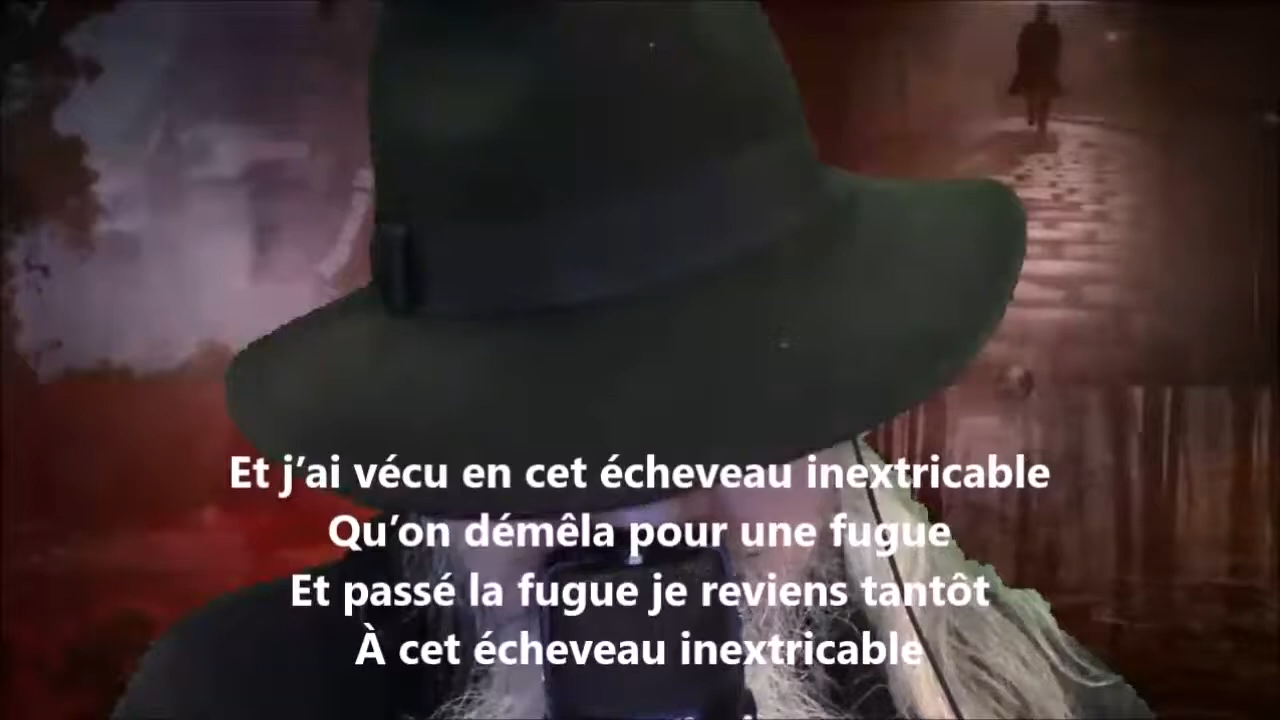 Et j’ai vécu en cet écheveau inextricable
Qu’on démêla pour une fugue
Et passé la fugue je reviens tantôt
À cet écheveau inextricable